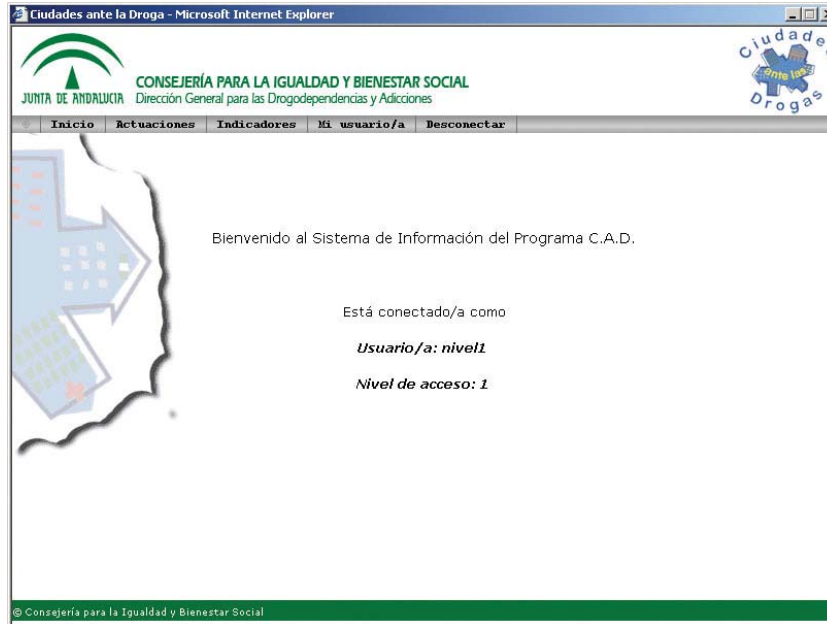 Ciudades ante la Droga - Microsoft Internet Explorer
JUNTA DE ANDALUCIA
CONSEJERÍA PARA LA IGUALDAD Y BIENESTAR SOCIAL
Dirección General para las Drogodependencias y Adicciones
Ciudade
ante las
Drogas
Inicio Actuaciones Indicadores Mi usuario/a Desconectar
Bienvenido al Sistema de Información del Programa C.A.D.
Está conectado/a como
Usuario/a: nivel1
Nivel de acceso: 1
© Consejería para la Igualdad y Bienestar Social